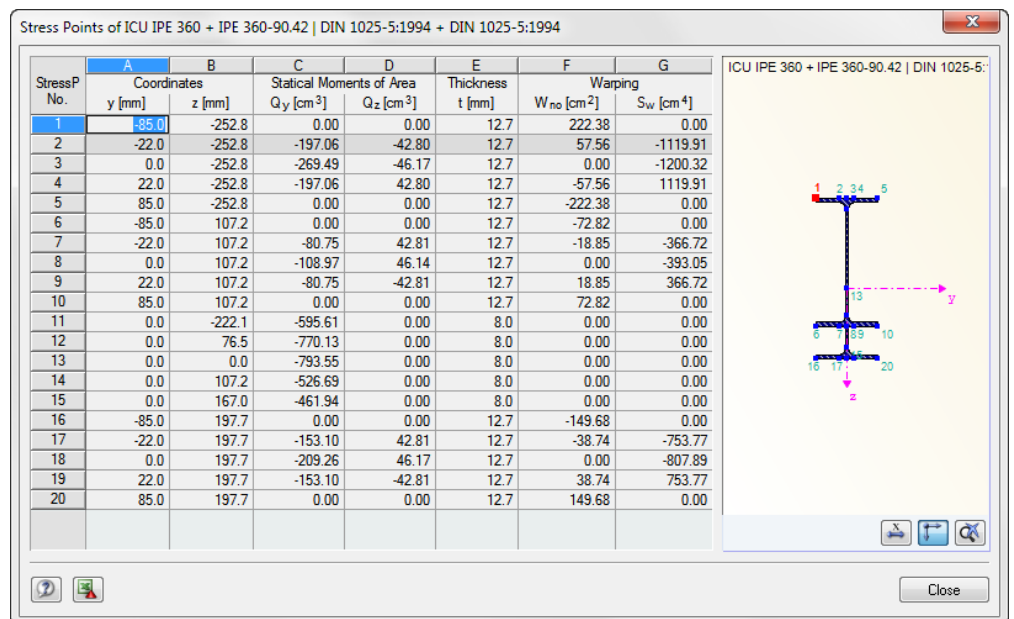 Stress Points of ICU IPE 360 + IPE 360-90.42 | DIN 1025-5:1994 + DIN 1025-5:1994
A B C D E F G
StressP Coordinates Statical Moments of Area Thickness Warping
No. y [mm] z [mm] Qy [cm³] Qz [cm³] t [mm] Wno [cm²] Sw [cm⁴]
1 -85.0 -252.8 0.00 0.00 12.7 222.38 0.00
2 -22.0 -252.8 -197.06 -42.80 12.7 57.56 -1119.91
3 0.0 -252.8 -269.49 -46.17 12.7 0.00 -1200.32
4 22.0 -252.8 -197.06 42.80 12.7 -57.56 1119.91
5 85.0 -252.8 0.00 0.00 12.7 -222.38 0.00
6 -85.0 107.2 0.00 0.00 12.7 -72.82 0.00
7 -22.0 107.2 -80.75 42.81 12.7 -18.85 -366.72
8 0.0 107.2 -108.97 46.14 12.7 0.00 -393.05
9 22.0 107.2 -80.75 -42.81 12.7 18.85 366.72
10 85.0 107.2 0.00 0.00 12.7 72.82 0.00
11 0.0 -222.1 -595.61 0.00 8.0 0.00 0.00
12 0.0 76.5 -770.13 0.00 8.0 0.00 0.00
13 0.0 0.0 -793.55 0.00 8.0 0.00 0.00
14 0.0 107.2 -526.69 0.00 8.0 0.00 0.00
15 0.0 167.0 -461.94 0.00 8.0 0.00 0.00
16 -85.0 197.7 0.00 0.00 12.7 -149.68 0.00
17 -22.0 197.7 -153.10 42.81 12.7 -38.74 -753.77
18 0.0 197.7 -209.26 46.17 12.7 0.00 -807.89
19 22.0 197.7 -153.10 -42.81 12.7 38.74 753.77
20 85.0 197.7 0.00 0.00 12.7 149.68 0.00
ICU IPE 360 + IPE 360-90.42 | DIN 1025-5:
1 2 3 4 5
13 y
6 7 8 9 10
16 17 20
z
Close